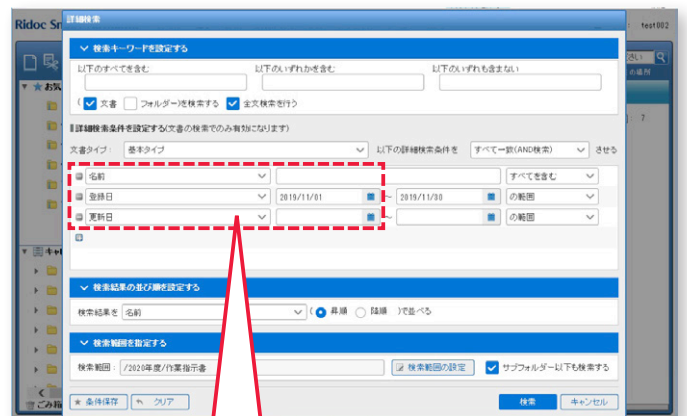 Ridoc Sm
詳細検索
test002
検索キーワードを設定する
以下のすべてを含む 以下のいずれかを含む 以下のいずれも含まない
( 文書 フォルダー)を検索する 全文検索を行う
詳細検索条件を設定する(文書の検索でのみ有効になります)
文書タイプ: 基本タイプ 以下の詳細検索条件を すべて一致(AND検索) させる
名前 すべてを含む
登録日 2019/11/01 ～ 2019/11/30 の範囲
更新日 ～ の範囲
検索結果の並び順を設定する
検索結果を 名前 ( 昇順 降順 )で並べる
検索範囲を指定する
検索範囲: /2020年度/作業指示書 検索範囲の設定 サブフォルダー以下も検索する
条件保存 クリア 検索 キャンセル
ごみ箱
★お気
キャビ
の場所
7